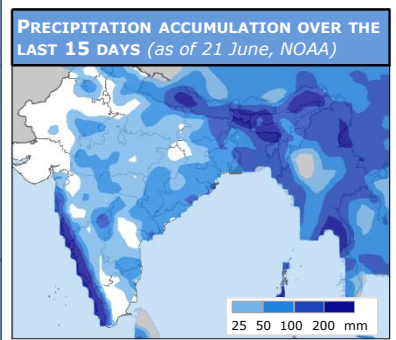 PRECIPITATION ACCUMULATION OVER THE
LAST 15 DAYS (as of 21 June, NOAA)
25 50 100 200 mm